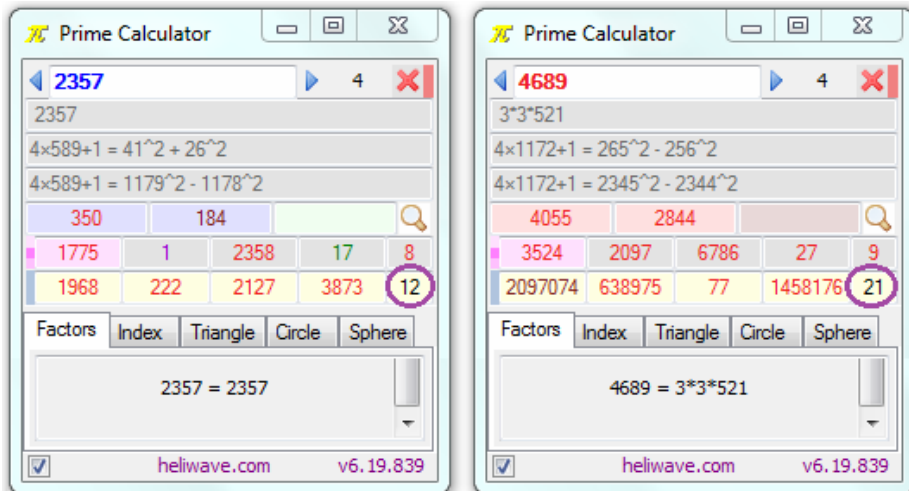 Prime Calculator
2357 4
2357
4×589+1 = 41^2 + 26^2
4×589+1 = 1179^2 - 1178^2
350 184
1775 1 2358 17 8
1968 222 2127 3873 12
Factors Index Triangle Circle Sphere
2357 = 2357
heliwave.com v6.19.839
Prime Calculator
4689 4
3*3*521
4×1172+1 = 265^2 - 256^2
4×1172+1 = 2345^2 - 2344^2
4055 2844
3524 2097 6786 27 9
2097074 638975 77 1458176 21
Factors Index Triangle Circle Sphere
4689 = 3*3*521
heliwave.com v6.19.839